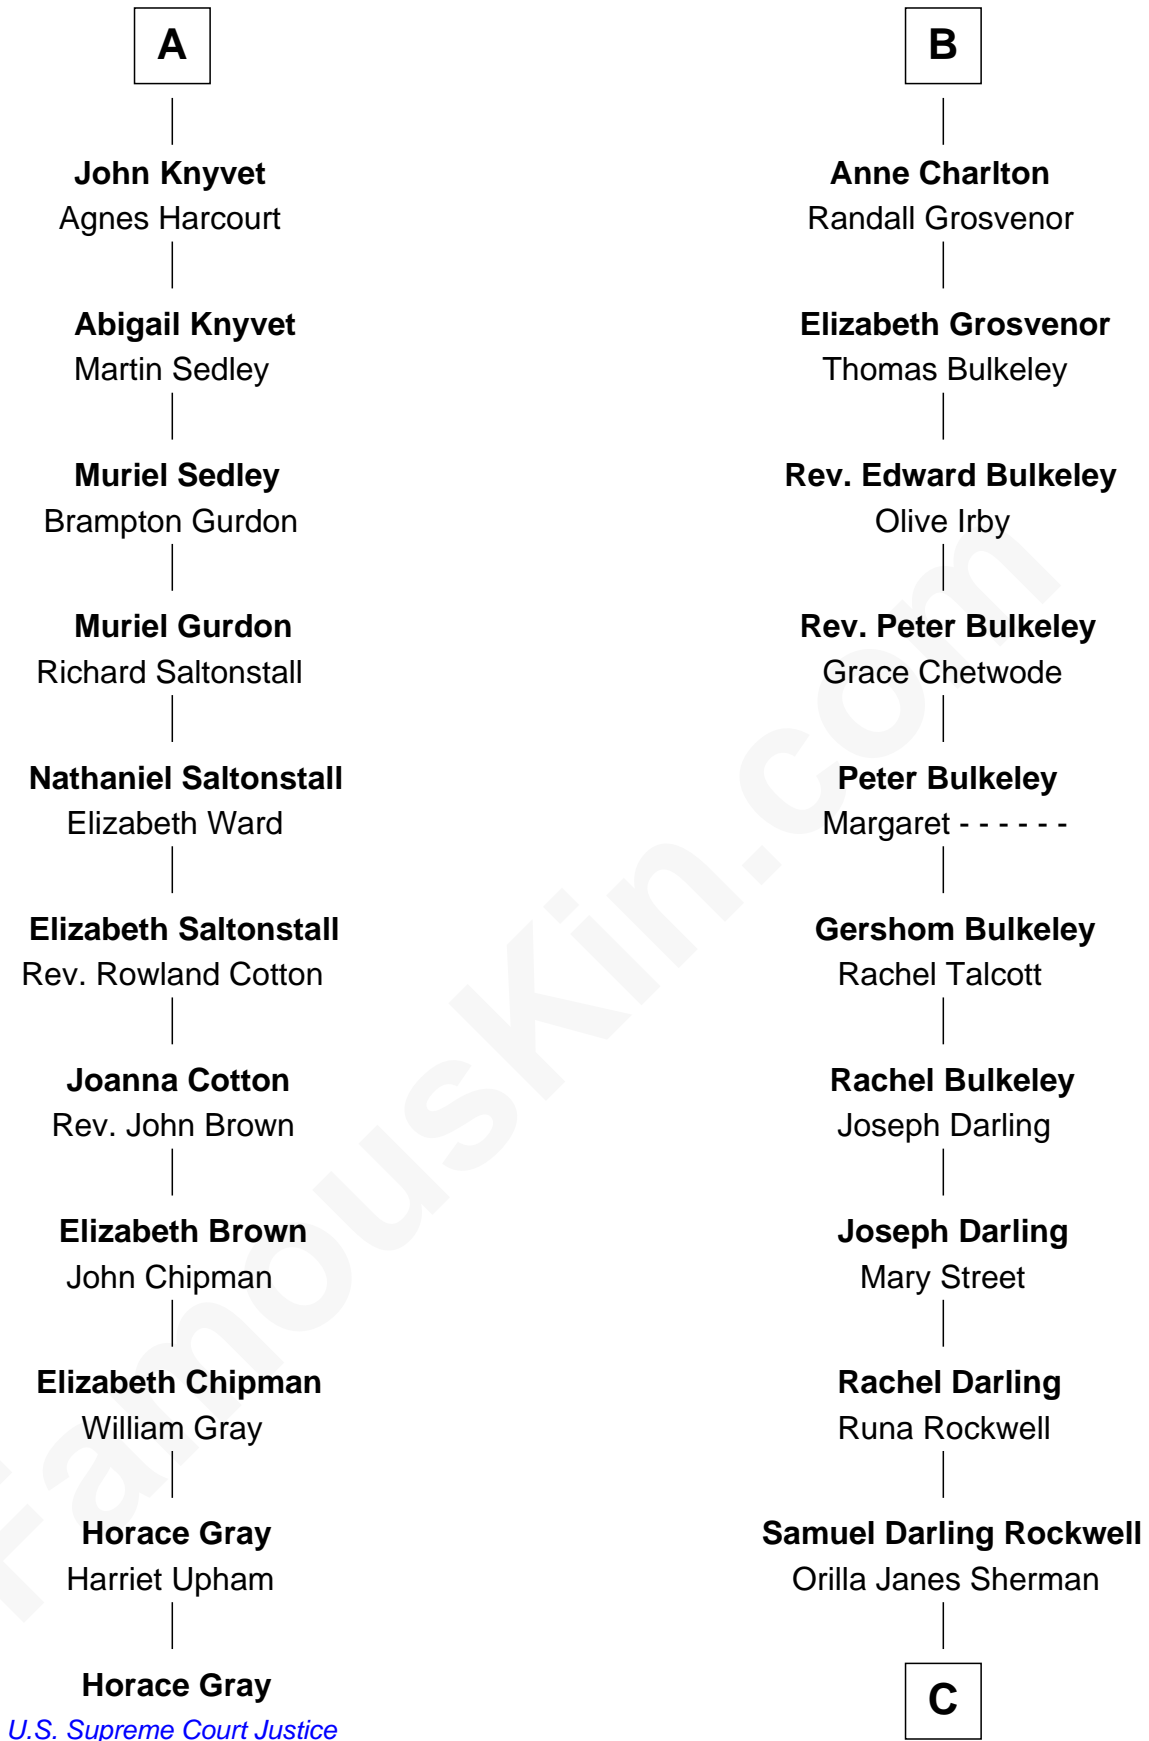 A
John Knyvet
Agnes Harcourt
Abigail Knyvet
Martin Sedley
Muriel Sedley
Brampton Gurdon
Muriel Gurdon
Richard Saltonstall
Nathaniel Saltonstall
Elizabeth Ward
Elizabeth Saltonstall
Rev. Rowland Cotton
Joanna Cotton
Rev. John Brown
Elizabeth Brown
John Chipman
Elizabeth Chipman
William Gray
Horace Gray
Harriet Upham
Horace Gray
U.S. Supreme Court Justice
B
Anne Charlton
Randall Grosvenor
Elizabeth Grosvenor
Thomas Bulkeley
Rev. Edward Bulkeley
Olive Irby
Rev. Peter Bulkeley
Grace Chetwode
Peter Bulkeley
Margaret - - - - - -
Gershom Bulkeley
Rachel Talcott
Rachel Bulkeley
Joseph Darling
Joseph Darling
Mary Street
Rachel Darling
Runa Rockwell
Samuel Darling Rockwell
Orilla Janes Sherman
C
FamousKin.com